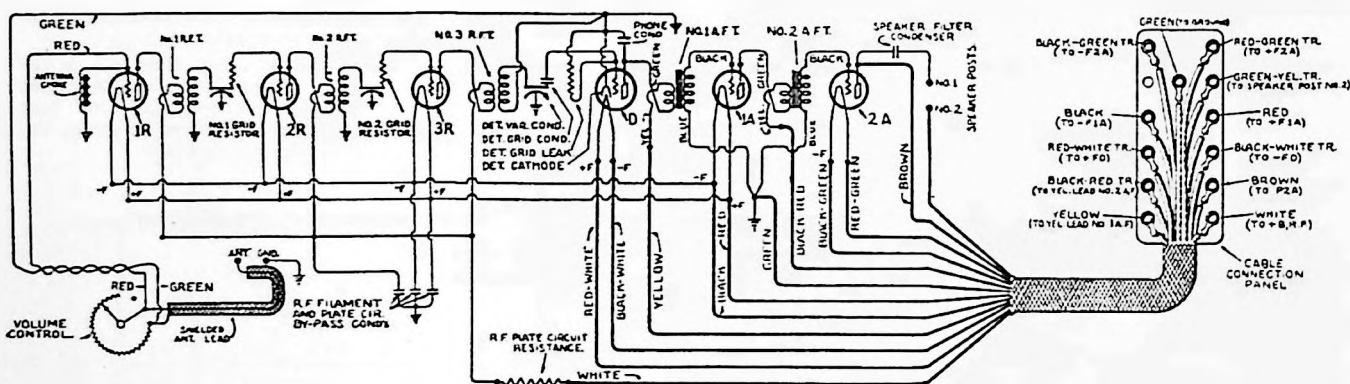 GREEN
RED
ANTENNA CHOKE
NO.1 R.F.T.
1R
NO.1 GRID RESISTOR
2R
NO.2 R.F.T.
NO.2 GRID RESISTOR
3R
NO.3 R.F.T.
DET. VAR. COND.
DET. GRID COND.
DET. GRID LEAK
DET. CATHODE
PHONE COND.
D
NO.1 A.F.T.
GREEN
BLACK
YEL.
BLUE
1A
NO.2 A.F.T.
GREEN
BLACK
YEL.
BLUE
2A
SPEAKER FILTER CONDENSER
NO.1
NO.2
SPEAKER POSTS
-F
+F
-F
+F
-F
+F
+F
-F
-F
+F
-F
ANT. GND.
RED
GREEN
VOLUME CONTROL
SHIELDED ANT. LEAD
R.F. FILAMENT AND PLATE CIR. BY-PASS COND'S
RED-WHITE
BLACK-WHITE
YELLOW
BLACK
RED
GREEN
BLACK RED
BLACK-GREEN
RED-GREEN
BROWN
R.F. PLATE CIRCUIT RESISTANCE
WHITE
GREEN (TO GROUND)
BLACK-GREEN TR.
(TO -F2A)
RED-GREEN TR.
(TO +F2A)
GREEN-YEL. TR.
(TO SPEAKER POST NO.2)
BLACK
(TO -F1A)
RED
(TO +F1A)
RED-WHITE TR.
(TO +FD)
BLACK-WHITE TR.
(TO -FD)
BLACK-RED TR.
(TO YEL. LEAD NO. 2 A.F.)
BROWN
(TO P2A)
YELLOW
(TO YEL. LEAD NO. 1 A.F.)
WHITE
(TO +B, R.F.)
CABLE CONNECTION PANEL